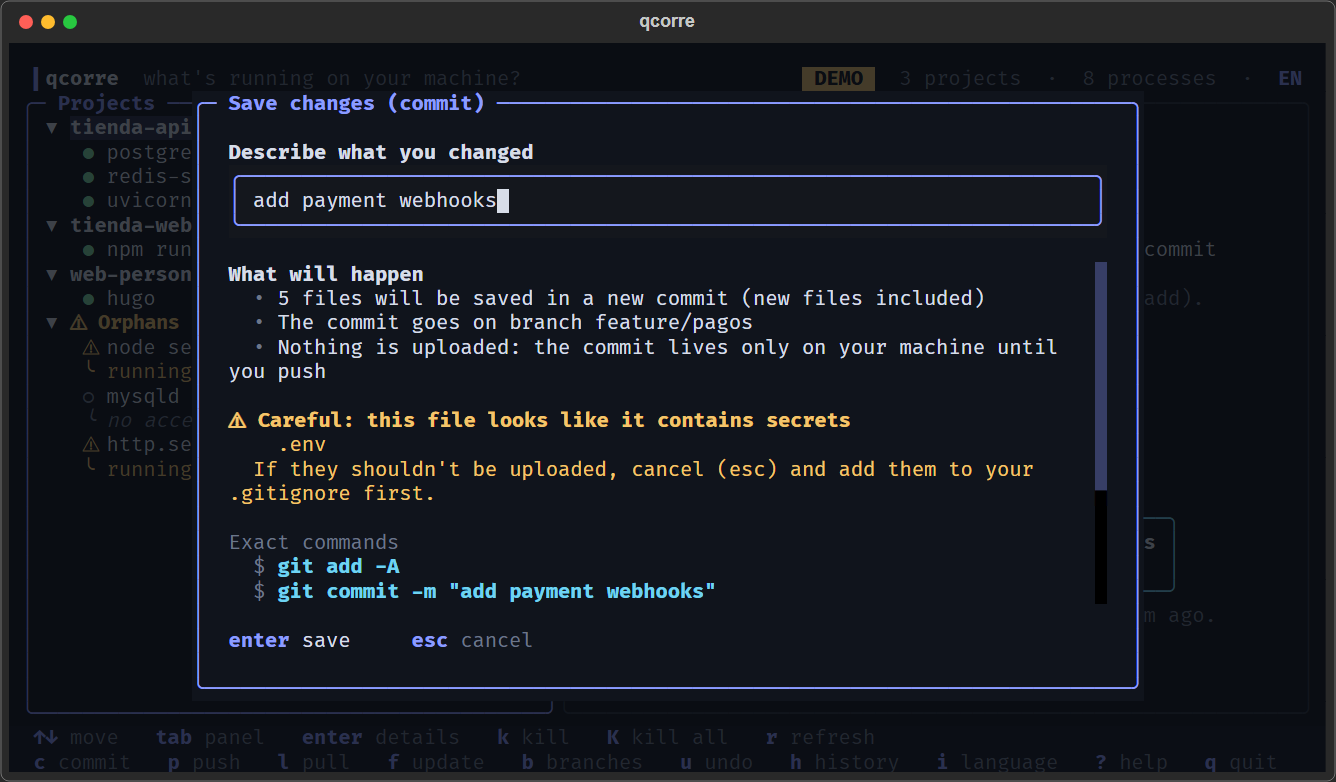 qcorre
qcorre what's running on your machine? DEMO 3 projects · 8 processes · EN
Projects
Save changes (commit)
▼ tienda-api
Describe what you changed
● postgre
● redis-s
add payment webhooks
● uvicorn
▼ tienda-web
● npm run
commit
▼ web-person
What will happen
● hugo
• 5 files will be saved in a new commit (new files included)
add).
▼ ⚠ Orphans
• The commit goes on branch feature/pagos
⚠ node se
• Nothing is uploaded: the commit lives only on your machine until
╰ running
you push
○ mysqld
╰ no acce
⚠ Careful: this file looks like it contains secrets
⚠ http.se
.env
╰ running
If they shouldn't be uploaded, cancel (esc) and add them to your
.gitignore first.
Exact commands
s
$ git add -A
$ git commit -m "add payment webhooks"
m ago.
enter save esc cancel
↑↓ move tab panel enter details k kill K kill all r refresh
c commit p push l pull f update b branches u undo h history i language ? help q quit